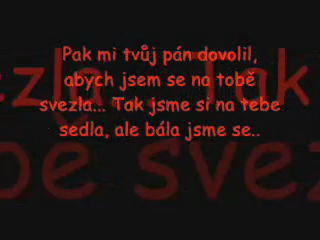 Pak mi tvůj pán dovolil,
abych jsem se na tobě
svezla... Tak jsme si na tebe
sedla, ale bála jsme se..